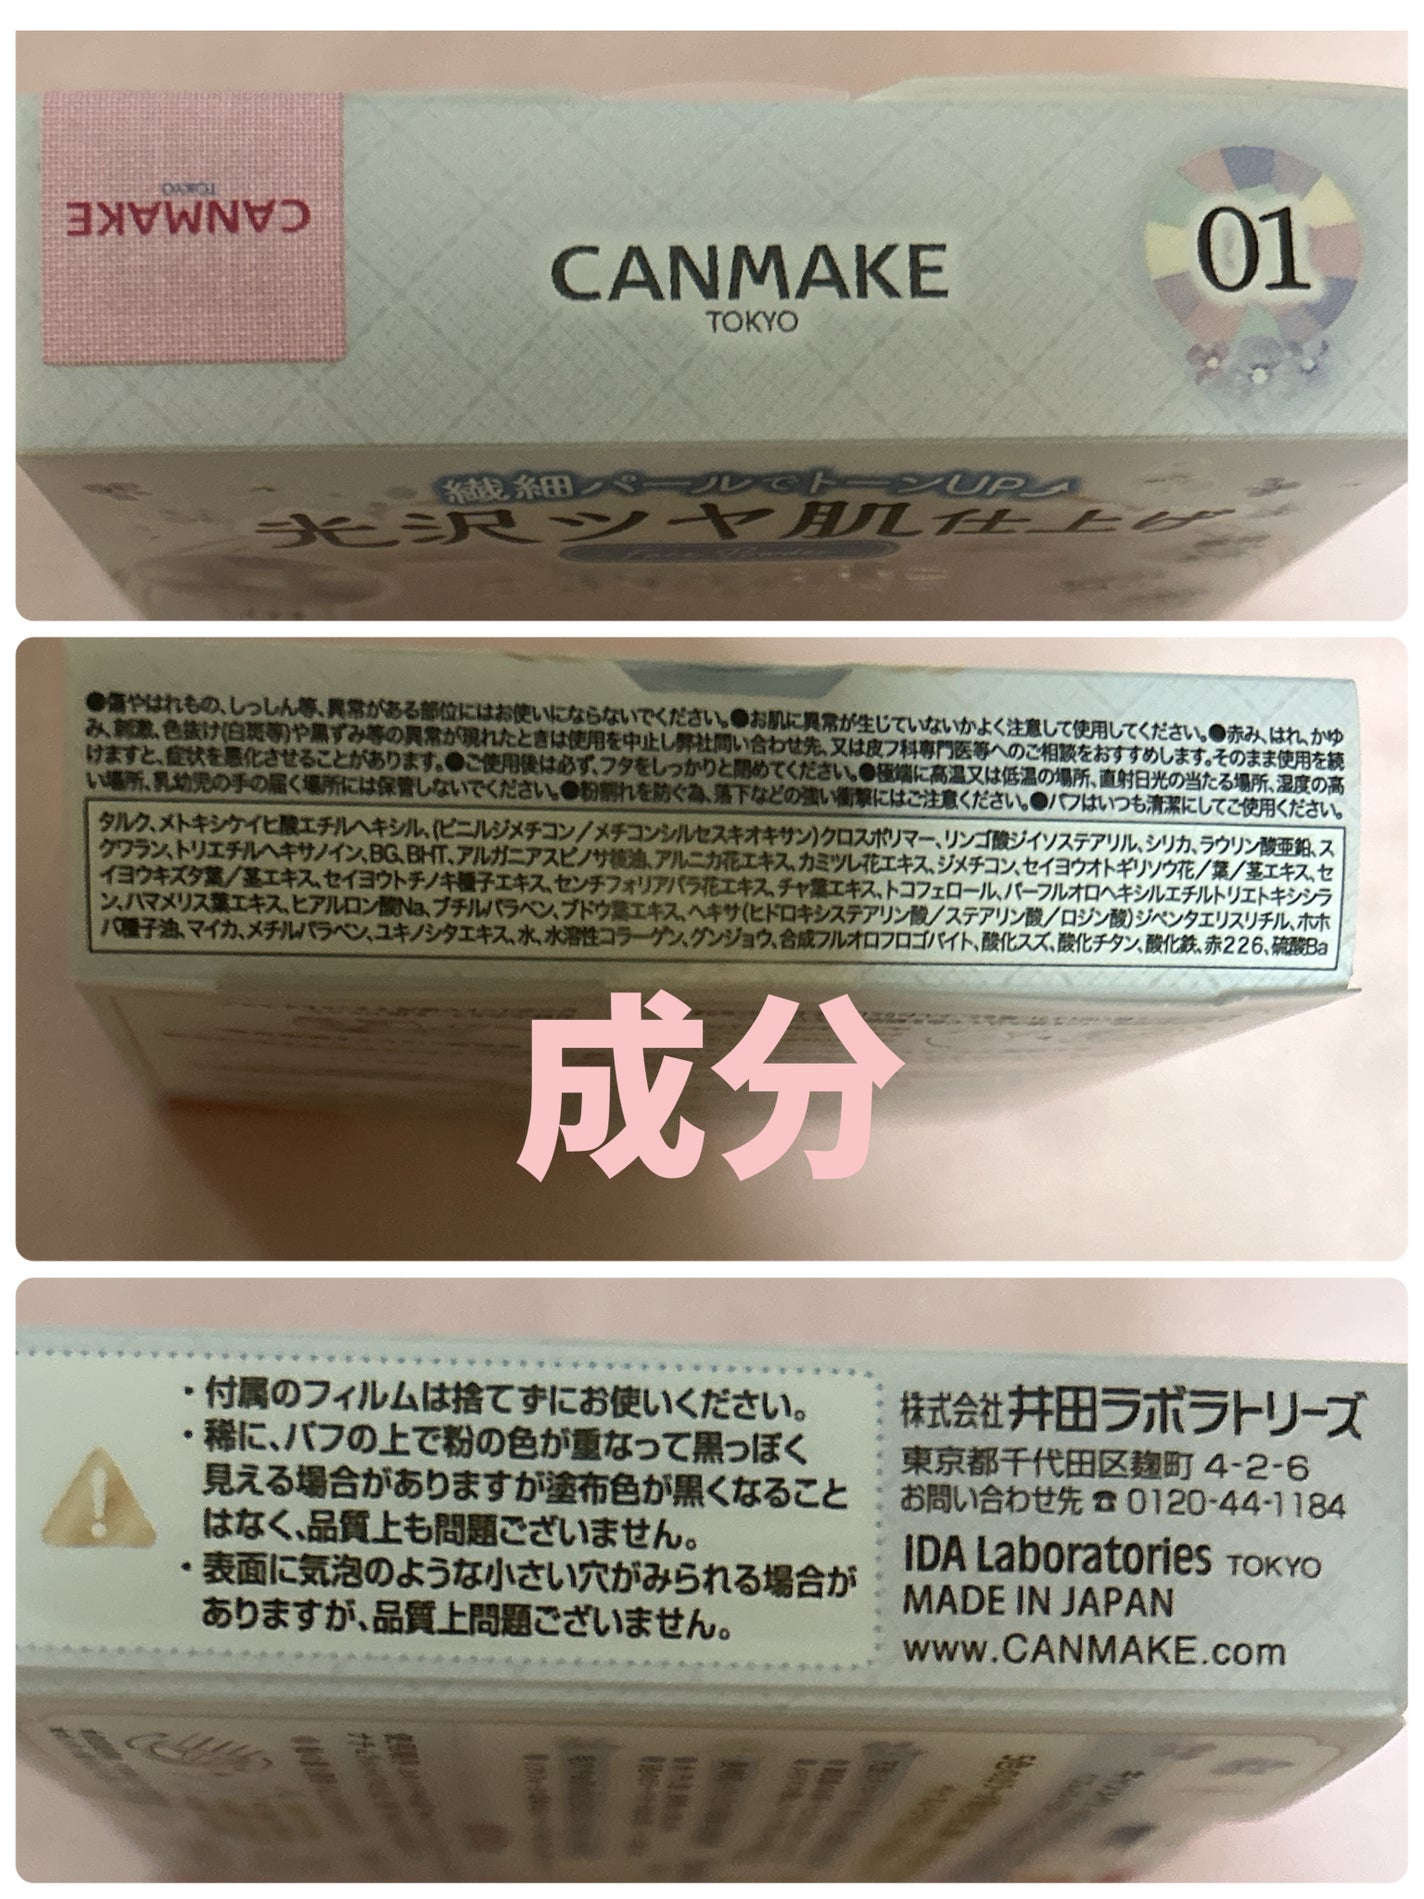 CANMAKE
TOKYO
CANMAKE
TOKYO
01
繊細パールでトーンUP
光沢ツヤ肌仕上げ
Face Powder
●傷やはれもの、しっしん等、異常がある部位にはお使いにならないでください。●お肌に異常が生じていないかよく注意して使用してください。●赤み、はれ、かゆ
み、刺激、色抜け(白斑等)や黒ずみ等の異常が現れたときは使用を中止し弊社問い合わせ先、又は皮フ科専門医等へのご相談をおすすめします。そのまま使用を続
けますと、症状を悪化させることがあります。●ご使用後は必ず、フタをしっかりと閉めてください。●極端に高温又は低温の場所、直射日光の当たる場所、湿度の高
い場所、乳幼児の手の届く場所には保管しないでください。●粉割れを防ぐ為、落下などの強い衝撃にはご注意ください。●パフはいつも清潔にしてご使用ください。
タルク、メトキシケイヒ酸エチルヘキシル、(ビニルジメチコン／メチコンシルセスキオキサン)クロスポリマー、リンゴ酸ジイソステアリル、シリカ、ラウリン酸亜鉛、ス
クワラン、トリエチルヘキサノイン、BG、BHT、アルガニアスピノサ核油、アルニカ花エキス、カミツレ花エキス、ジメチコン、セイヨウオトギリソウ花／葉／茎エキス、セ
イヨウキズタ葉／茎エキス、セイヨウトチノキ種子エキス、センチフォリアバラ花エキス、チャ葉エキス、トコフェロール、パーフルオロヘキシルエチルトリエトキシシラ
ン、ハマメリス葉エキス、ヒアルロン酸Na、ブチルパラベン、ブドウ葉エキス、ヘキサ(ヒドロキシステアリン酸／ステアリン酸／ロジン酸)ジペンタエリスリチル、ホホ
バ種子油、マイカ、メチルパラベン、ユキノシタエキス、水、水溶性コラーゲン、グンジョウ、合成フルオロフロゴパイト、酸化スズ、酸化チタン、酸化鉄、赤226、硫酸Ba
成分
・付属のフィルムは捨てずにお使いください。
・稀に、パフの上で粉の色が重なって黒っぽく
見える場合がありますが塗布色が黒くなること
はなく、品質上も問題ございません。
・表面に気泡のような小さい穴がみられる場合が
ありますが、品質上問題ございません。
株式会社 井田ラボラトリーズ
東京都千代田区麹町 4-2-6
お問い合わせ先 ☎ 0120-44-1184
IDA Laboratories TOKYO
MADE IN JAPAN
www.CANMAKE.com